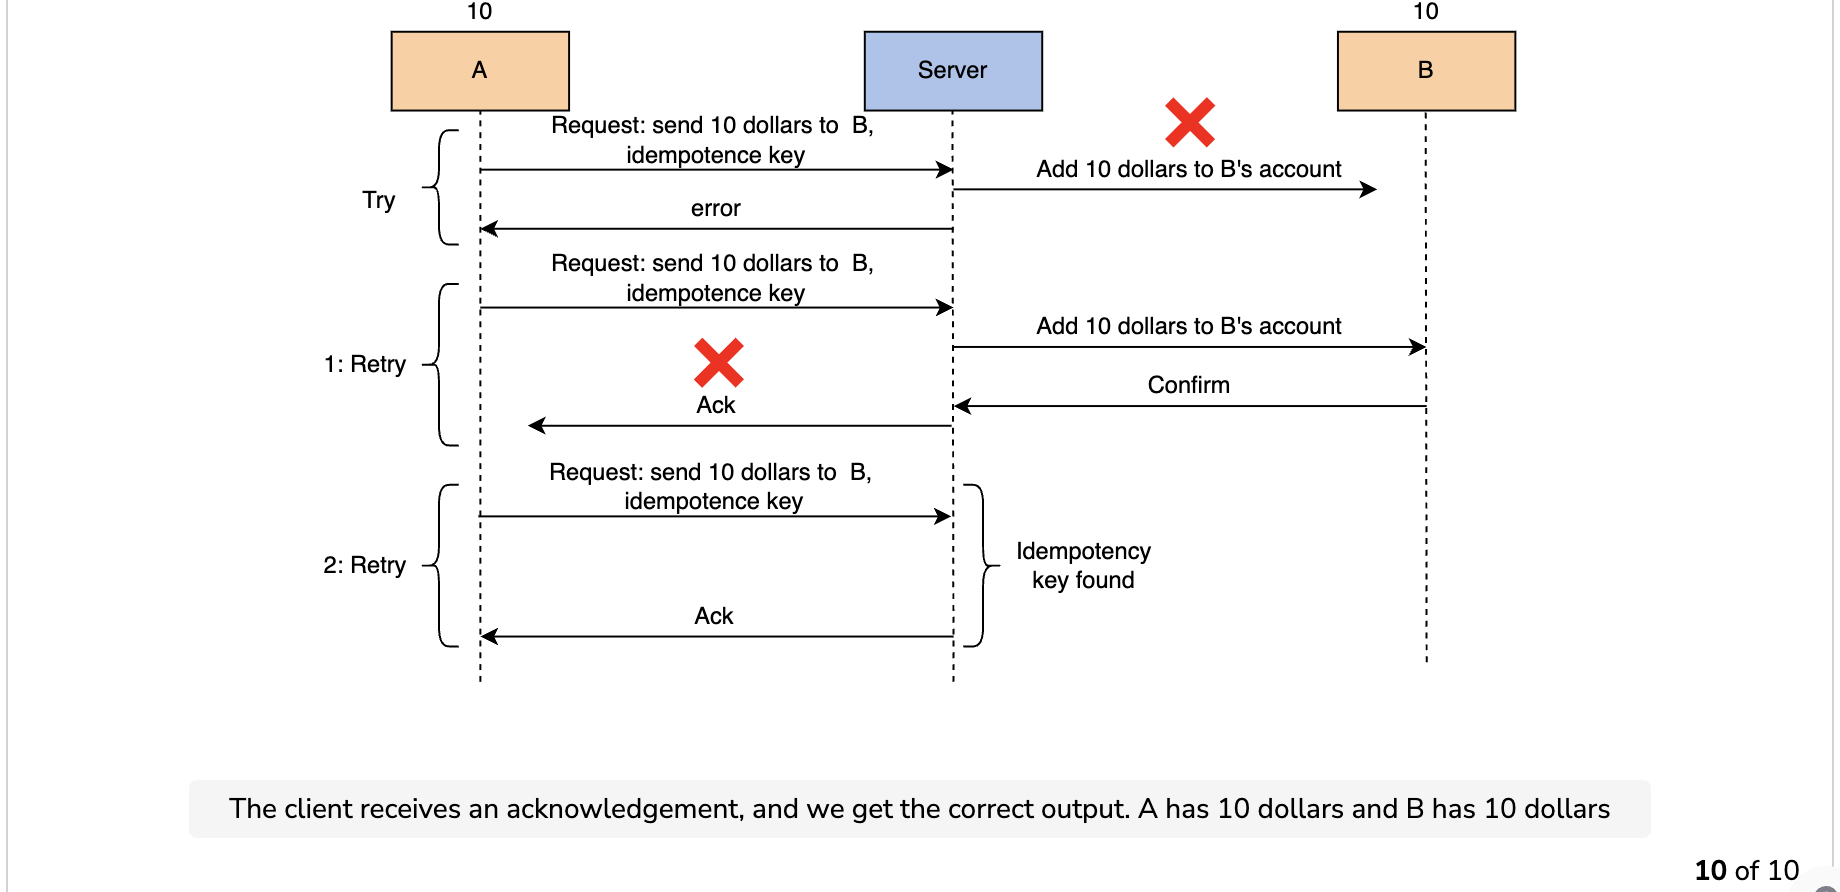 10
10
A
Server
B
Request: send 10 dollars to B,
idempotence key
Add 10 dollars to B's account
Try
error
Request: send 10 dollars to B,
idempotence key
Add 10 dollars to B's account
1: Retry
Confirm
Ack
Request: send 10 dollars to B,
idempotence key
Idempotency
key found
2: Retry
Ack
The client receives an acknowledgement, and we get the correct output. A has 10 dollars and B has 10 dollars
10 of 10